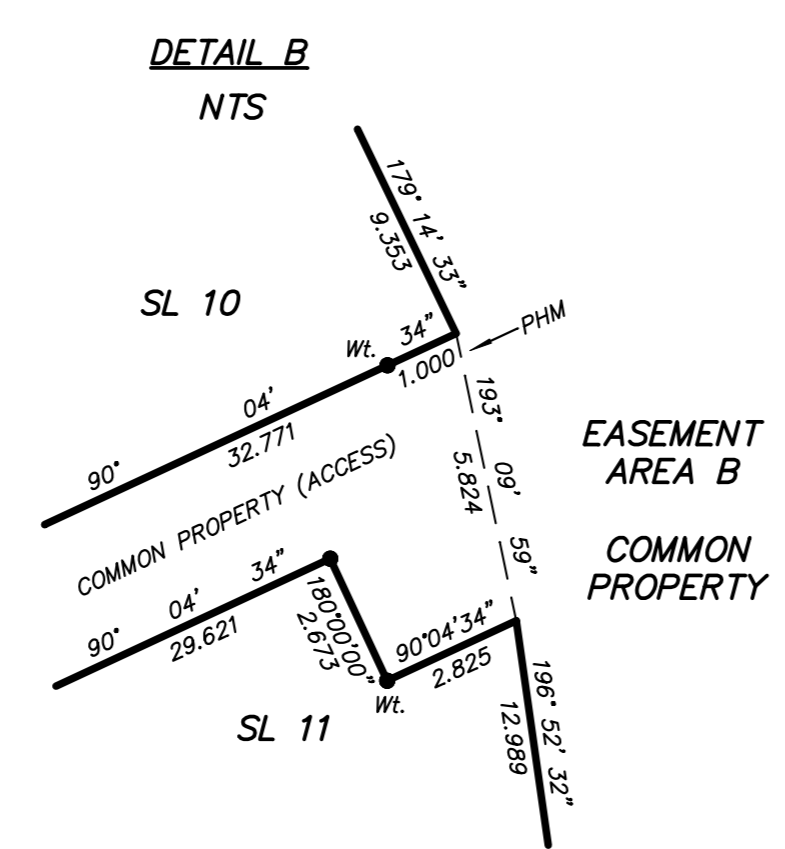 DETAIL B
NTS
179° 14' 33"
9.353
SL 10
PHM
Wt.
90° 04' 34"
32.771
1.000
193° 09' 59"
5.824
EASEMENT
AREA B
COMMON
PROPERTY
COMMON PROPERTY (ACCESS)
90° 04' 34"
29.621
180°00'00"
2.673
90°04'34"
2.825
Wt.
SL 11
196° 52' 32"
12.989